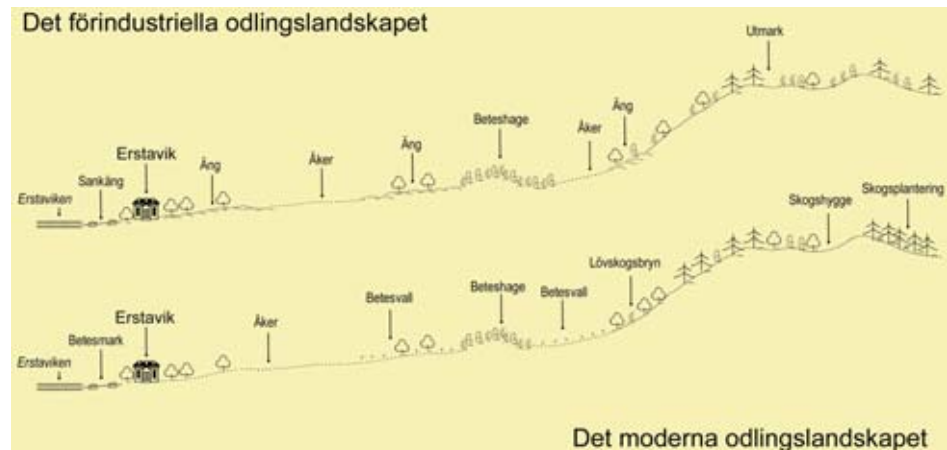 Det förindustriella odlingslandskapet
Utmark
Äng
Beteshage
Åker
Äng
Åker
Erstavik
Äng
Sankäng
Erstaviken
Skogsplantering
Skogshygge
Lövskogsbryn
Beteshage
Betesvall
Betesvall
Erstavik
Åker
Betesmark
Erstaviken
Det moderna odlingslandskapet